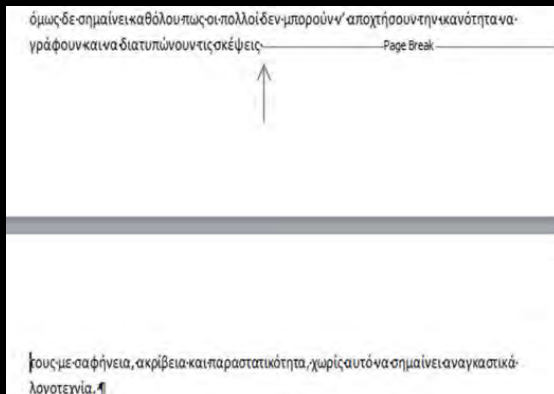 όμως δε σημαίνει καθόλου πως οι πολλοί δεν μπορούν ν' αποχτήσουν την ικανότητα να
γράφουν και να διατυπώνουν τις σκέψεις Page Break
τους με σαφήνεια, ακρίβεια και παραστατικότητα, χωρίς αυτό να σημαίνει αναγκαστικά
λογοτεχνία.¶